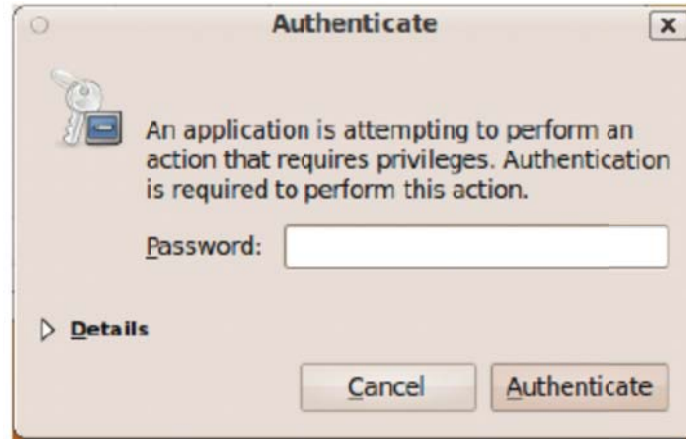 Authenticate
An application is attempting to perform an
action that requires privileges. Authentication
is required to perform this action.
Password:
Details
Cancel
Authenticate